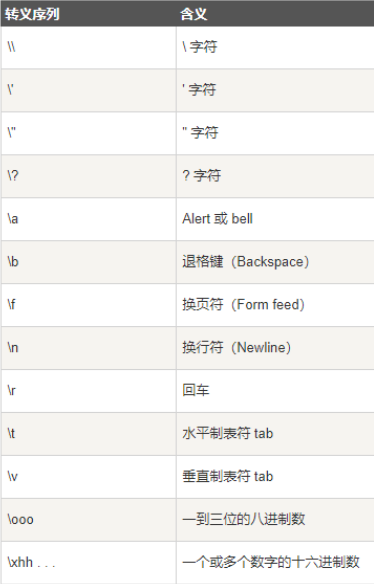 转义序列 含义
\\ \ 字符
\' ' 字符
\" " 字符
\? ? 字符
\a Alert 或 bell
\b 退格键（Backspace）
\f 换页符（Form feed）
\n 换行符（Newline）
\r 回车
\t 水平制表符 tab
\v 垂直制表符 tab
\ooo 一到三位的八进制数
\xhh . . . 一个或多个数字的十六进制数